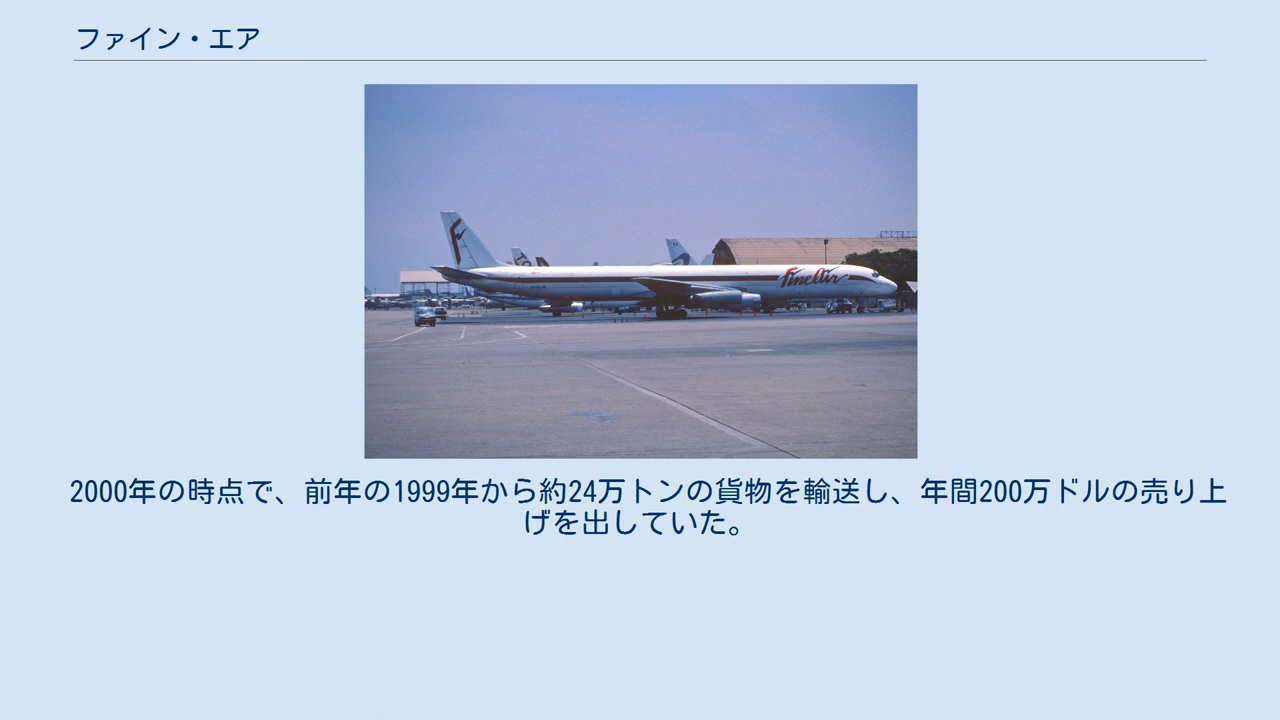 ファイン・エア
Fine Air
2000年の時点で、前年の1999年から約24万トンの貨物を輸送し、年間200万ドルの売り上
げを出していた。